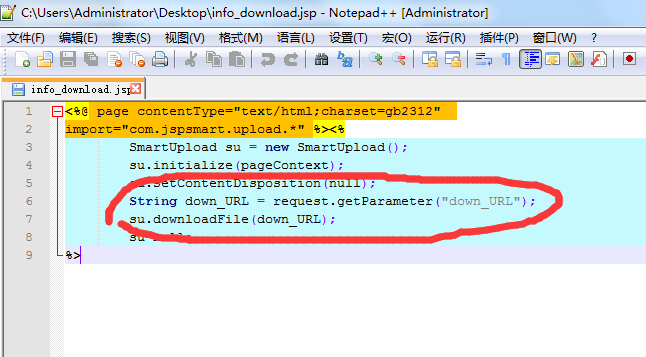 C:\Users\Administrator\Desktop\info_download.jsp - Notepad++ [Administrator]
文件(F) 编辑(E) 搜索(S) 视图(V) 格式(M) 语言(L) 设置(T) 宏(O) 运行(R) 插件(P) 窗口(W) ?
info_download.jsp
1 <%@ page contentType="text/html;charset=gb2312"
2 import="com.jspsmart.upload.*" %><%
3 SmartUpload su = new SmartUpload();
4 su.initialize(pageContext);
5 su.setContentDisposition(null);
6 String down_URL = request.getParameter("down_URL");
7 su.downloadFile(down_URL);
8 su
9 %>